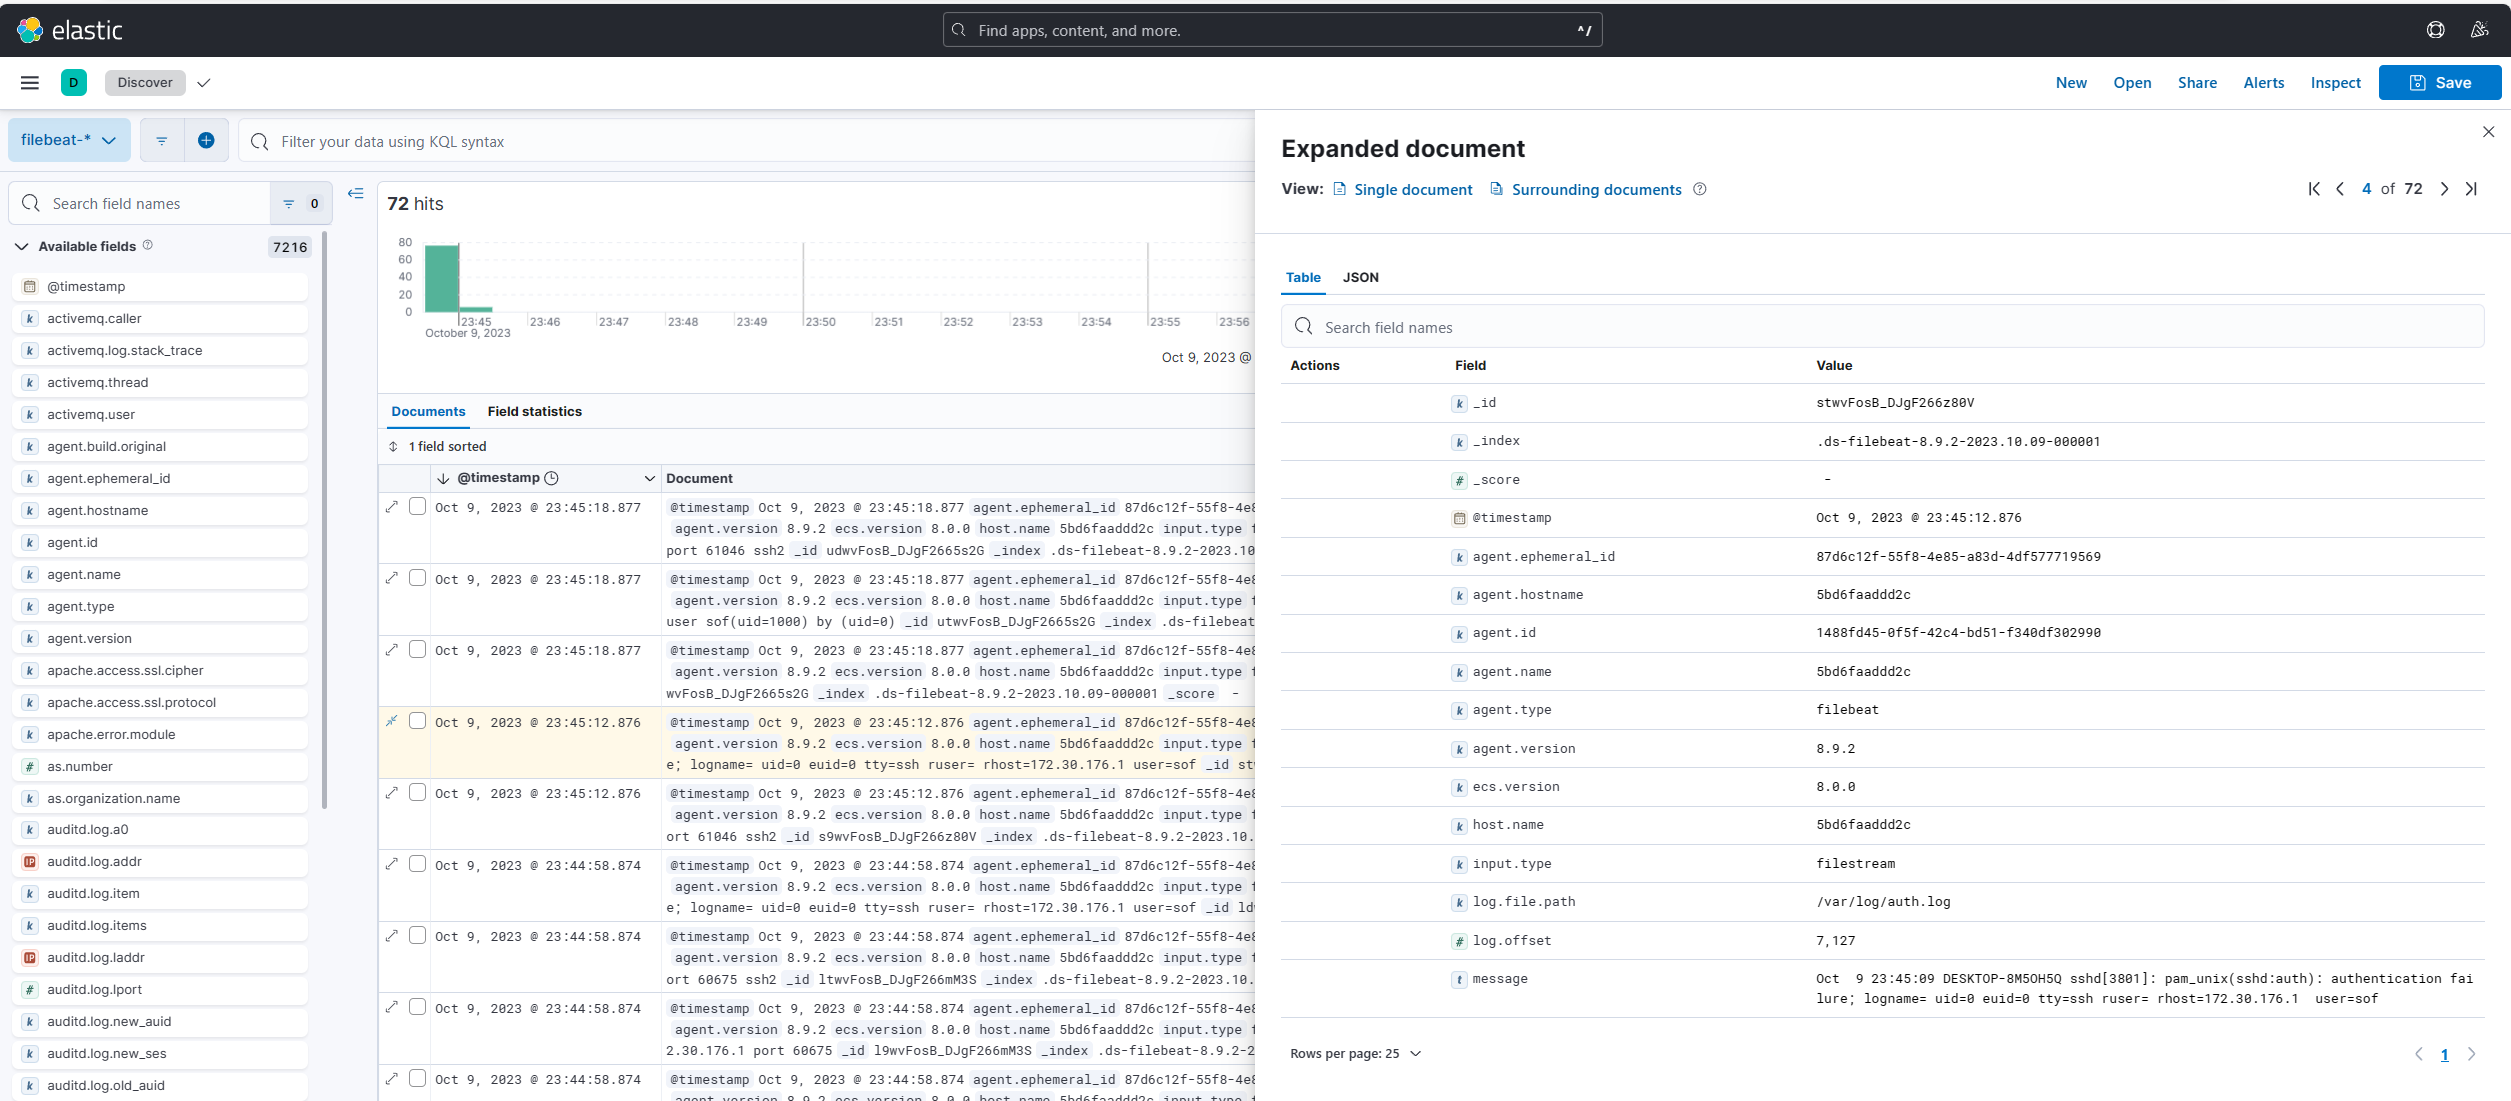 elastic
Find apps, content, and more.
^/
D
Discover
New
Open
Share
Alerts
Inspect
Save
filebeat-*
Filter your data using KQL syntax
Search field names
0
Available fields
7216
@timestamp
activemq.caller
activemq.log.stack_trace
activemq.thread
activemq.user
agent.build.original
agent.ephemeral_id
agent.hostname
agent.id
agent.name
agent.type
agent.version
apache.access.ssl.cipher
apache.access.ssl.protocol
apache.error.module
as.number
as.organization.name
auditd.log.a0
auditd.log.addr
auditd.log.item
auditd.log.items
auditd.log.laddr
auditd.log.lport
auditd.log.new_auid
auditd.log.new_ses
auditd.log.old_auid
72 hits
80
60
40
20
0
23:45 23:46 23:47 23:48 23:49 23:50 23:51 23:52 23:53 23:54 23:55 23:56
October 9, 2023
Oct 9, 2023 @
Documents Field statistics
1 field sorted
@timestamp Document
Oct 9, 2023 @ 23:45:18.877 @timestamp Oct 9, 2023 @ 23:45:18.877 agent.ephemeral_id 87d6c12f-55f8-4e8
agent.version 8.9.2 ecs.version 8.0.0 host.name 5bd6faaddd2c input.type f
port 61046 ssh2 _id udwvFosB_DJgF2665s2G _index .ds-filebeat-8.9.2-2023.10
Oct 9, 2023 @ 23:45:18.877 @timestamp Oct 9, 2023 @ 23:45:18.877 agent.ephemeral_id 87d6c12f-55f8-4e8
agent.version 8.9.2 ecs.version 8.0.0 host.name 5bd6faaddd2c input.type f
user sof(uid=1000) by (uid=0) _id utwvFosB_DJgF2665s2G _index .ds-filebeat
Oct 9, 2023 @ 23:45:18.877 @timestamp Oct 9, 2023 @ 23:45:18.877 agent.ephemeral_id 87d6c12f-55f8-4e8
agent.version 8.9.2 ecs.version 8.0.0 host.name 5bd6faaddd2c input.type f
wvFosB_DJgF2665s2G _index .ds-filebeat-8.9.2-2023.10.09-000001 _score -
Oct 9, 2023 @ 23:45:12.876 @timestamp Oct 9, 2023 @ 23:45:12.876 agent.ephemeral_id 87d6c12f-55f8-4e8
agent.version 8.9.2 ecs.version 8.0.0 host.name 5bd6faaddd2c input.type f
e; logname= uid=0 euid=0 tty=ssh ruser= rhost=172.30.176.1 user=sof _id stw
Oct 9, 2023 @ 23:45:12.876 @timestamp Oct 9, 2023 @ 23:45:12.876 agent.ephemeral_id 87d6c12f-55f8-4e8
agent.version 8.9.2 ecs.version 8.0.0 host.name 5bd6faaddd2c input.type f
ort 61046 ssh2 _id s9wvFosB_DJgF266z80V _index .ds-filebeat-8.9.2-2023.10.
Oct 9, 2023 @ 23:44:58.874 @timestamp Oct 9, 2023 @ 23:44:58.874 agent.ephemeral_id 87d6c12f-55f8-4e8
agent.version 8.9.2 ecs.version 8.0.0 host.name 5bd6faaddd2c input.type f
e; logname= uid=0 euid=0 tty=ssh ruser= rhost=172.30.176.1 user=sof _id ldw
Oct 9, 2023 @ 23:44:58.874 @timestamp Oct 9, 2023 @ 23:44:58.874 agent.ephemeral_id 87d6c12f-55f8-4e8
agent.version 8.9.2 ecs.version 8.0.0 host.name 5bd6faaddd2c input.type f
ort 60675 ssh2 _id ltwvFosB_DJgF266mM3S _index .ds-filebeat-8.9.2-2023.10.
Oct 9, 2023 @ 23:44:58.874 @timestamp Oct 9, 2023 @ 23:44:58.874 agent.ephemeral_id 87d6c12f-55f8-4e8
agent.version 8.9.2 ecs.version 8.0.0 host.name 5bd6faaddd2c input.type f
2.30.176.1 port 60675 _id l9wvFosB_DJgF266mM3S _index .ds-filebeat-8.9.2-2
Oct 9, 2023 @ 23:44:58.874 @timestamp Oct 9, 2023 @ 23:44:58.874 agent.ephemeral_id 87d6c12f-55f8-4e8
Expanded document
View: Single document Surrounding documents
4 of 72
Table JSON
Search field names
Actions Field Value
_id stwvFosB_DJgF266z80V
_index .ds-filebeat-8.9.2-2023.10.09-000001
_score -
@timestamp Oct 9, 2023 @ 23:45:12.876
agent.ephemeral_id 87d6c12f-55f8-4e85-a83d-4df577719569
agent.hostname 5bd6faaddd2c
agent.id 1488fd45-0f5f-42c4-bd51-f340df302990
agent.name 5bd6faaddd2c
agent.type filebeat
agent.version 8.9.2
ecs.version 8.0.0
host.name 5bd6faaddd2c
input.type filestream
log.file.path /var/log/auth.log
log.offset 7,127
message Oct 9 23:45:09 DESKTOP-8M5OH5Q sshd[3801]: pam_unix(sshd:auth): authentication fai
lure; logname= uid=0 euid=0 tty=ssh ruser= rhost=172.30.176.1 user=sof
Rows per page: 25
1